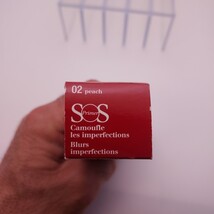 02 peach
SOS
Primer
Camoufle
les imperfections
Blurs
imperfections